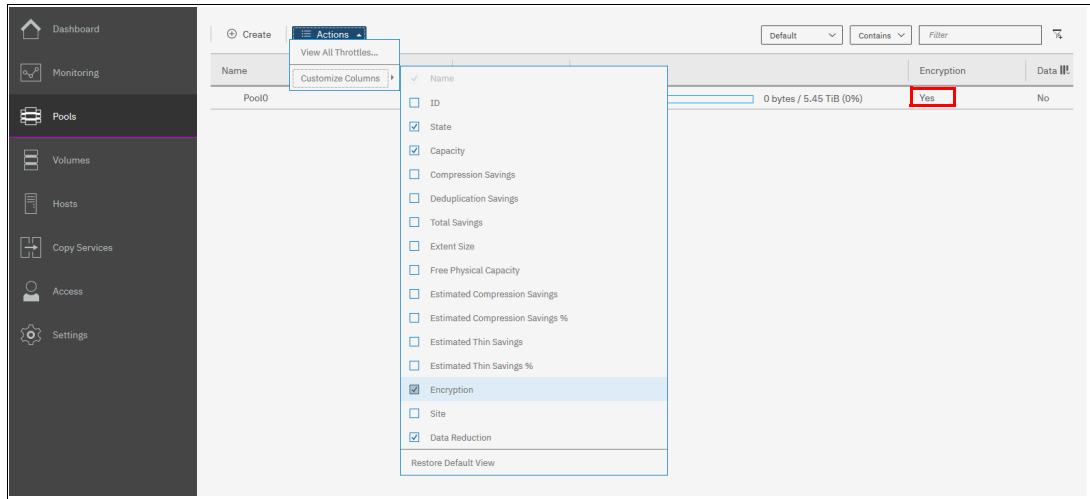 Dashboard
Monitoring
Pools
Volumes
Hosts
Copy Services
Access
Settings
Create
Actions
Default
Contains
Filter
View All Throttles...
Customize Columns
Name
Encryption
Data
Pool0
0 bytes / 5.45 TiB (0%)
Yes
No
Name
ID
State
Capacity
Compression Savings
Deduplication Savings
Total Savings
Extent Size
Free Physical Capacity
Estimated Compression Savings
Estimated Compression Savings %
Estimated Thin Savings
Estimated Thin Savings %
Encryption
Site
Data Reduction
Restore Default View